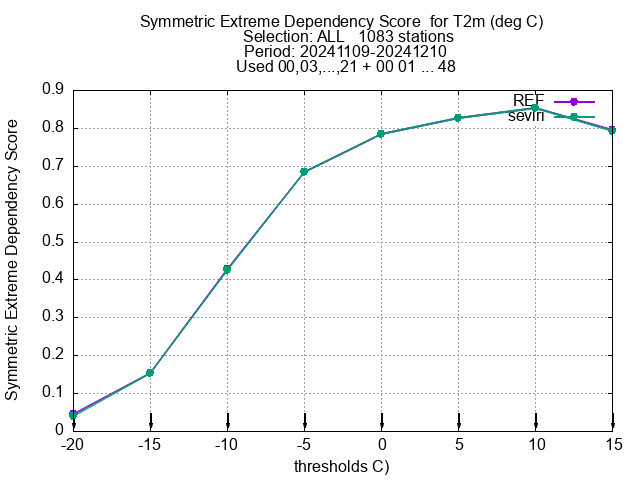 Symmetric Extreme Dependency Score  for T2m (deg C)
Selection: ALL   1083 stations
Period: 20241109-20241210
Used 00,03,...,21 + 00 01 ... 48
REF
seviri
Symmetric Extreme Dependency Score
0.9
0.8
0.7
0.6
0.5
0.4
0.3
0.2
0.1
0
-20 -15 -10 -5 0 5 10 15
thresholds C)